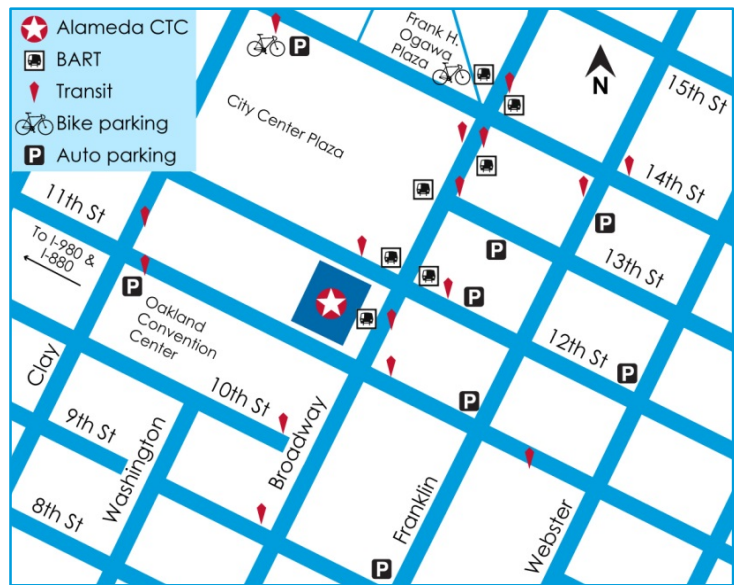 Alameda CTC
BART
Transit
Bike parking
P Auto parking
P
Frank H.
Ogawa
Plaza
N
15th St
City Center Plaza
14th St
11th St
P
To I-980 &
I-880
P
13th St
P
P
Oakland
Convention
Center
12th St
P
Clay
10th St
P
9th St
Washington
Broadway
Franklin
Webster
8th St
P